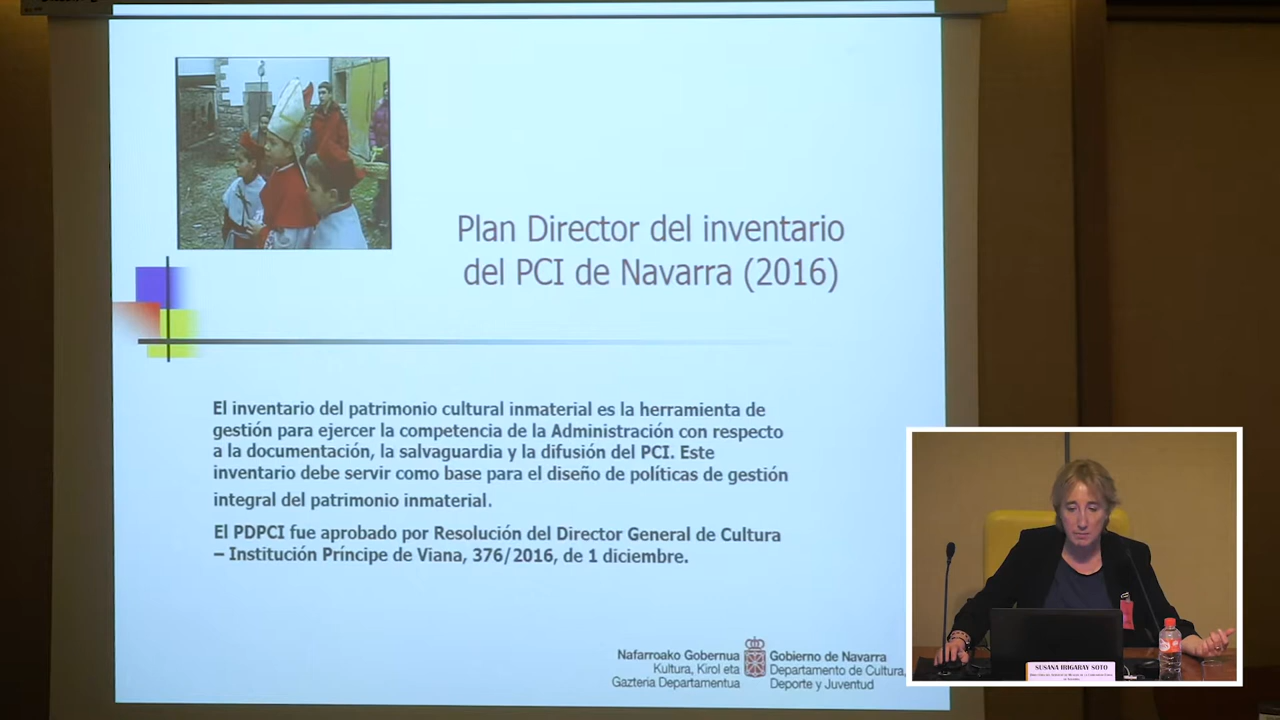 Plan Director del inventario
del PCI de Navarra (2016)
El inventario del patrimonio cultural inmaterial es la herramienta de
gestión para ejercer la competencia de la Administración con respecto
a la documentación, la salvaguardia y la difusión del PCI. Este
inventario debe servir como base para el diseño de políticas de gestión
integral del patrimonio inmaterial.
El PDPCI fue aprobado por Resolución del Director General de Cultura
– Institución Príncipe de Viana, 376/2016, de 1 diciembre.
Nafarroako Gobernua
Kultura, Kirol eta
Gazteria Departamentua
Gobierno de Navarra
Departamento de Cultura,
Deporte y Juventud
SUSANA IRIGARAY SOTO